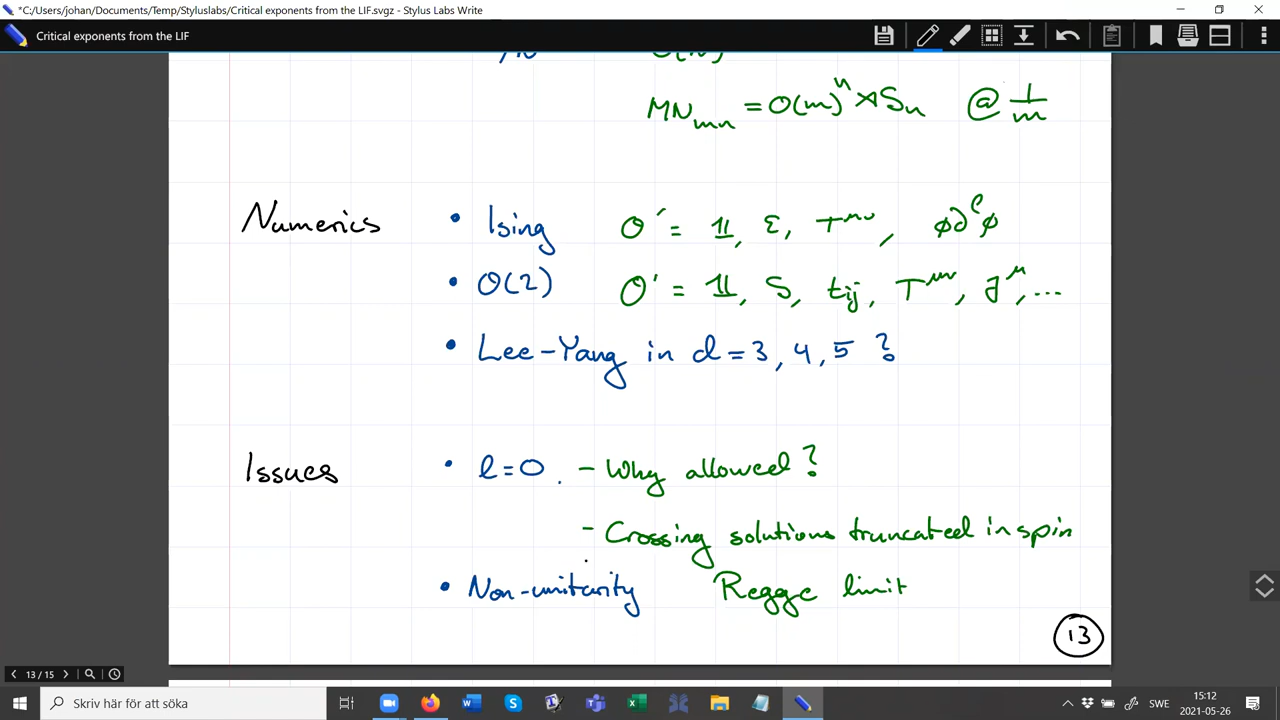 *C:/Users/johan/Documents/Temp/Styluslabs/Critical exponents from the LIF.svgz - Stylus Labs Write
Critical exponents from the LIF
MN_mn = O(m)^n ⋊ S_n @ 1/m
Numerics
• Ising O' = 𝟙, ε, T^μν, φ∂^ℓφ
• O(2) O' = 𝟙, S, t_ij, T^μν, J^μ, ...
• Lee-Yang in d = 3, 4, 5 ?
Issues
• l = 0 . - Why allowed ?
- Crossing solutions truncated in spin
• Non-unitarity Regge limit
13
13 / 15
Skriv här för att söka
SWE
15:12
2021-05-26